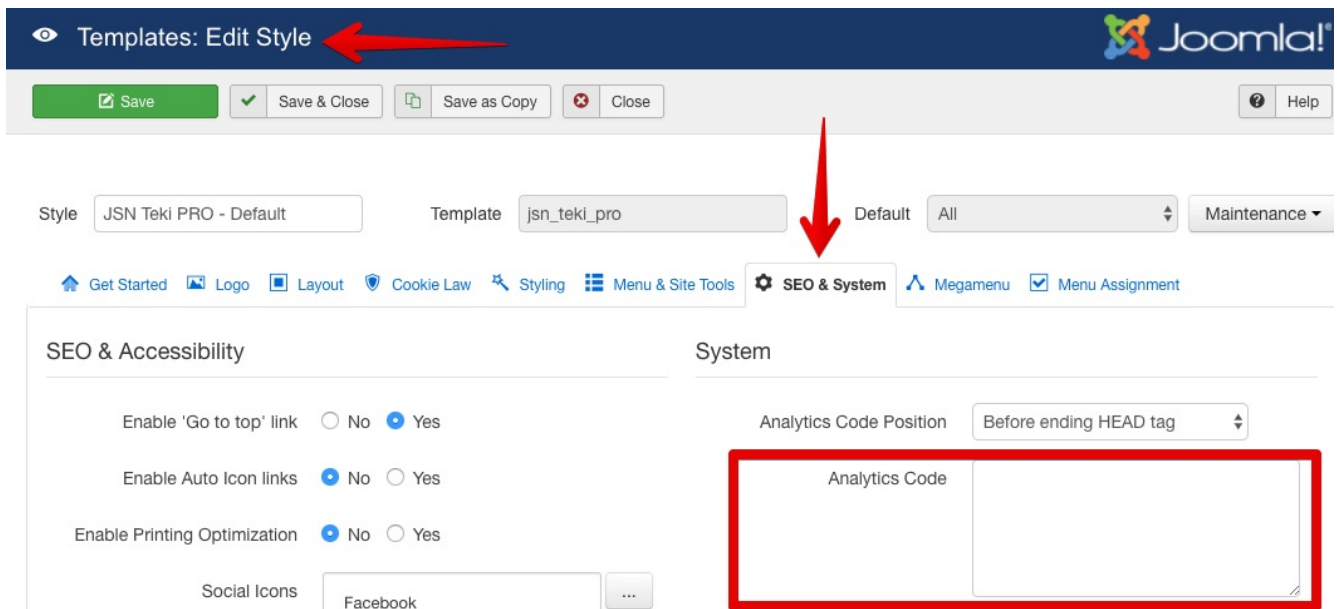 Templates: Edit Style
Joomla!
Save
Save & Close
Save as Copy
Close
Help
Style
JSN Teki PRO - Default
Template
jsn_teki_pro
Default
All
Maintenance
Get Started
Logo
Layout
Cookie Law
Styling
Menu & Site Tools
SEO & System
Megamenu
Menu Assignment
SEO & Accessibility
System
Enable 'Go to top' link
No
Yes
Analytics Code Position
Before ending HEAD tag
Enable Auto Icon links
No
Yes
Analytics Code
Enable Printing Optimization
No
Yes
Social Icons
Facebook
...